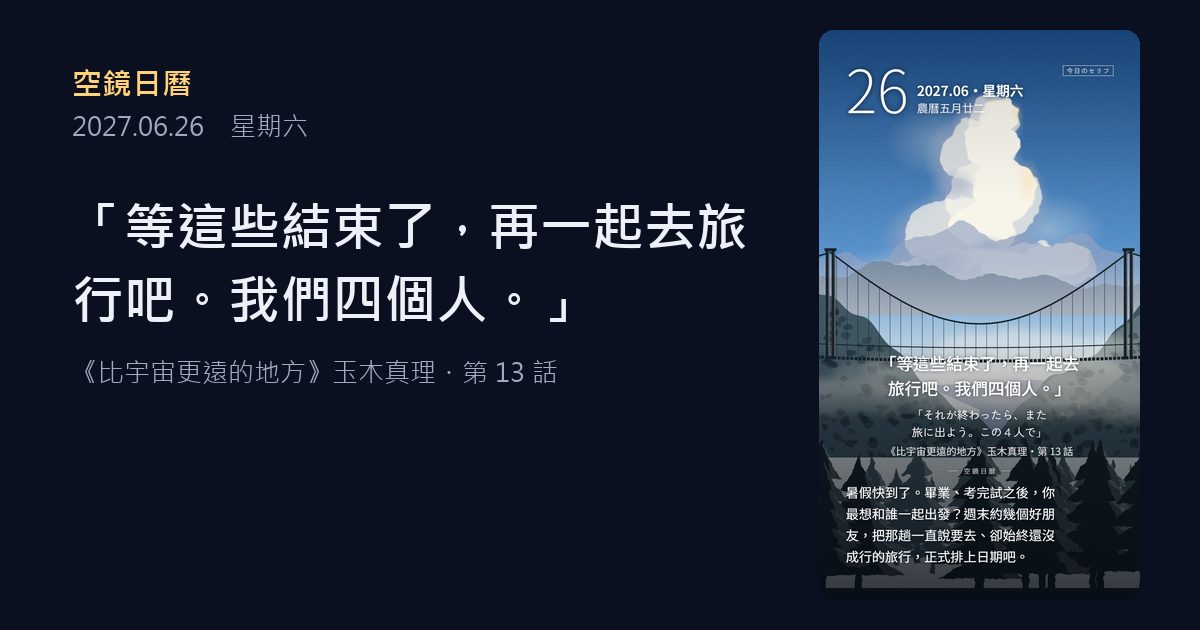 空鏡日曆
2027.06.26 星期六
「等這些結束了，再一起去旅
行吧。我們四個人。」
《比宇宙更遠的地方》玉木真理・第 13 話
26
2027.06・星期六
農曆五月廿二
今日のセリフ
「等這些結束了，再一起去
旅行吧。我們四個人。」
「それが終わったら、また
旅に出よう。この４人で」
《比宇宙更遠的地方》玉木真理・第 13 話
— 空鏡日曆 —
暑假快到了。畢業、考完試之後，你
最想和誰一起出發？週末約幾個好朋
友，把那趟一直說要去、卻始終還沒
成行的旅行，正式排上日期吧。